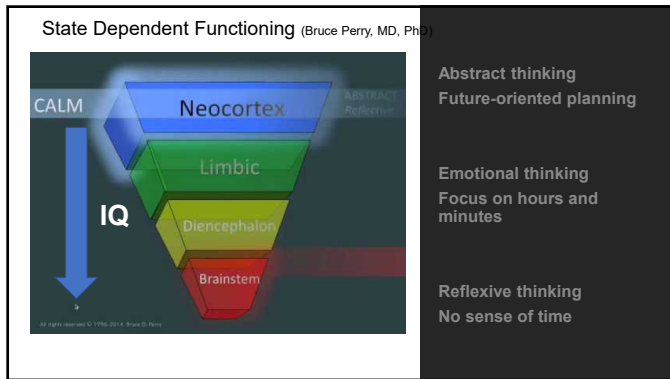 State Dependent Functioning (Bruce Perry, MD, PhD)
CALM
Neocortex
ABSTRACT
Reflective
Limbic
IQ
Diencephalon
Brainstem
All rights reserved © 1996-2014 Bruce D. Perry
Abstract thinking
Future-oriented planning
Emotional thinking
Focus on hours and
minutes
Reflexive thinking
No sense of time